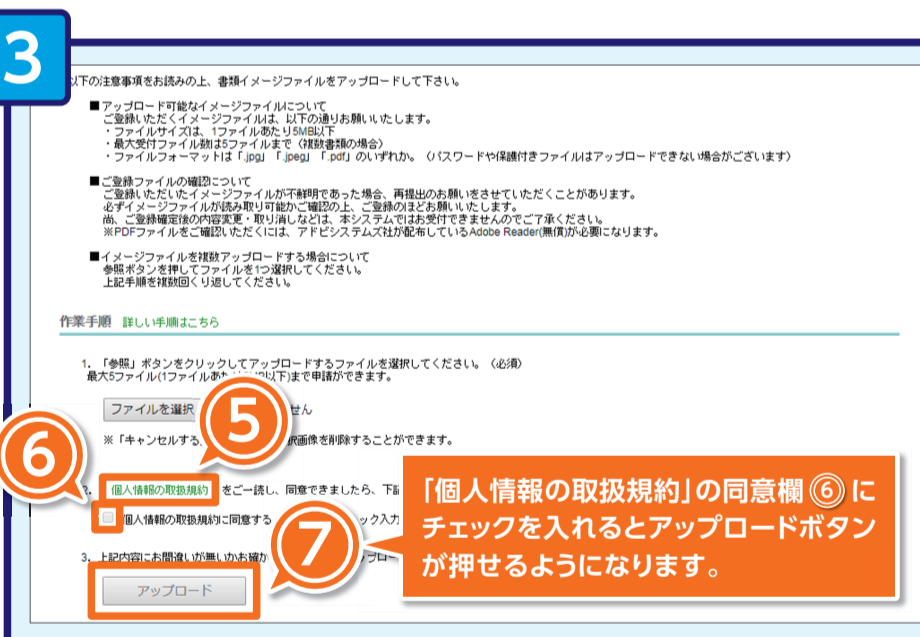 3
以下の注意事項をお読みの上、書類イメージファイルをアップロードして下さい。
■アップロード可能なイメージファイルについて
ご登録いただくイメージファイルは、以下の通りお願いいたします。
・ファイルサイズは、1ファイルあたり5MB以下
・最大受付ファイル数は5ファイルまで（複数書類の場合）
・ファイルフォーマットは「.jpg」「.jpeg」「.pdf」のいずれか。（パスワードや保護付きファイルはアップロードできない場合がございます）
■ご登録ファイルの確認について
ご登録いただいたイメージファイルが不鮮明であった場合、再提出のお願いをさせていただくことがあります。
必ずイメージファイルが読み取り可能かご確認の上、ご登録のほどお願いいたします。
尚、ご登録確定後の内容変更・取り消しなどは、本システムではお受付できませんのでご了承ください。
※PDFファイルをご確認いただくには、アドビシステムズ社が配布しているAdobe Reader(無償)が必要になります。
■イメージファイルを複数アップロードする場合について
参照ボタンを押してファイルを1つ選択してください。
上記手順を複数回くり返してください。
作業手順 詳しい手順はこちら
1. 「参照」ボタンをクリックしてアップロードするファイルを選択してください。（必須）
最大5ファイル(1ファイルあた 以下)まで申請ができます。
ファイルを選択 せん
⑤
※「キャンセルする 択画像を削除することができます。
⑥
2. 個人情報の取扱規約 をご一読し、同意できましたら、下記
個人情報の取扱規約に同意する ック入力
⑦
3. 上記内容にお間違いが無いかお確か ップロー
アップロード
「個人情報の取扱規約」の同意欄⑥に
チェックを入れるとアップロードボタン
が押せるようになります。